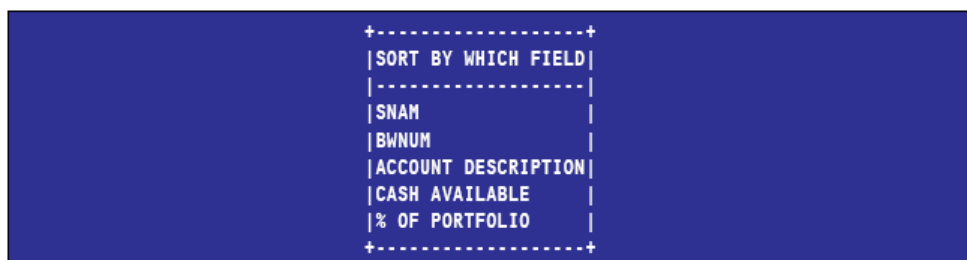 +-------------------+
|SORT BY WHICH FIELD|
|-------------------|
|SNAM               |
|BWNUM              |
|ACCOUNT DESCRIPTION|
|CASH AVAILABLE     |
|% OF PORTFOLIO     |
+-------------------+